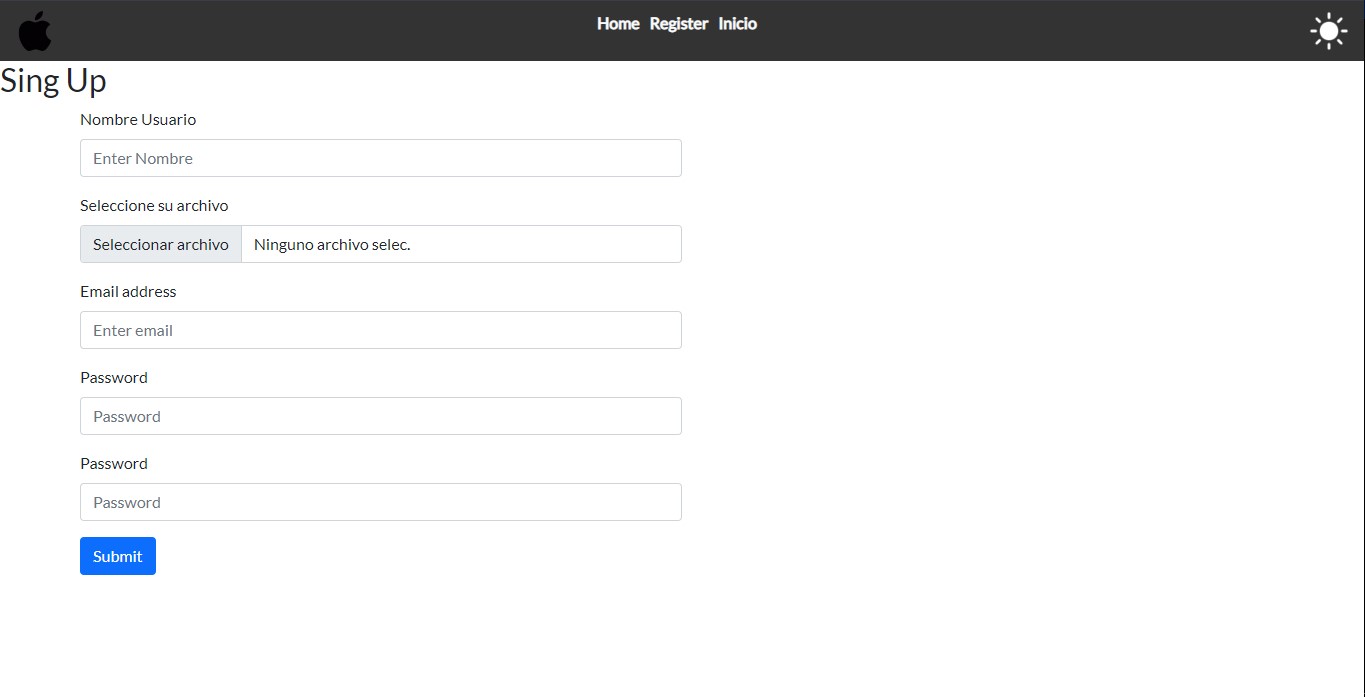 Home Register Inicio
Sing Up
Nombre Usuario
Enter Nombre
Seleccione su archivo
Seleccionar archivo Ninguno archivo selec.
Email address
Enter email
Password
Password
Password
Password
Submit